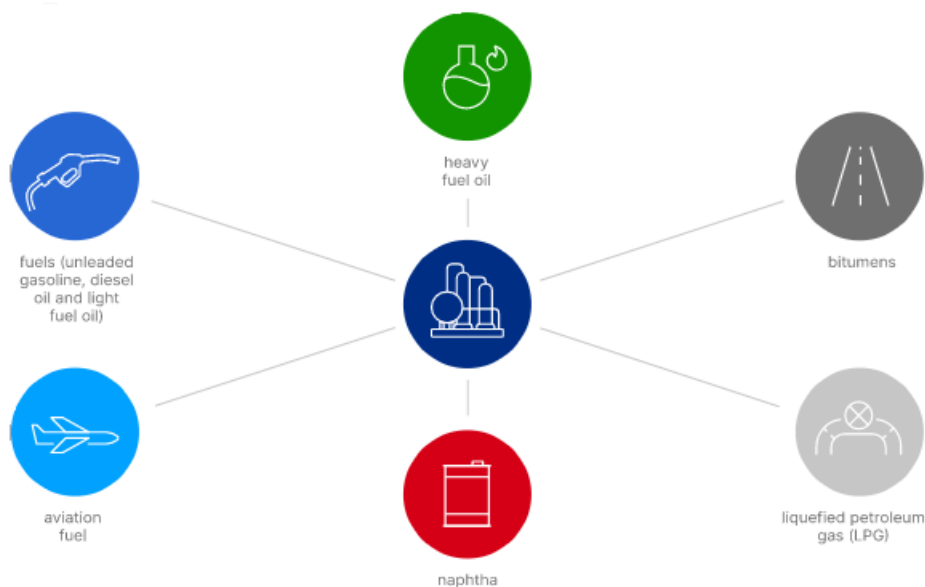 heavy
fuel oil
fuels (unleaded
gasoline, diesel
oil and light
fuel oil)
bitumens
aviation
fuel
liquefied petroleum
gas (LPG)
naphtha